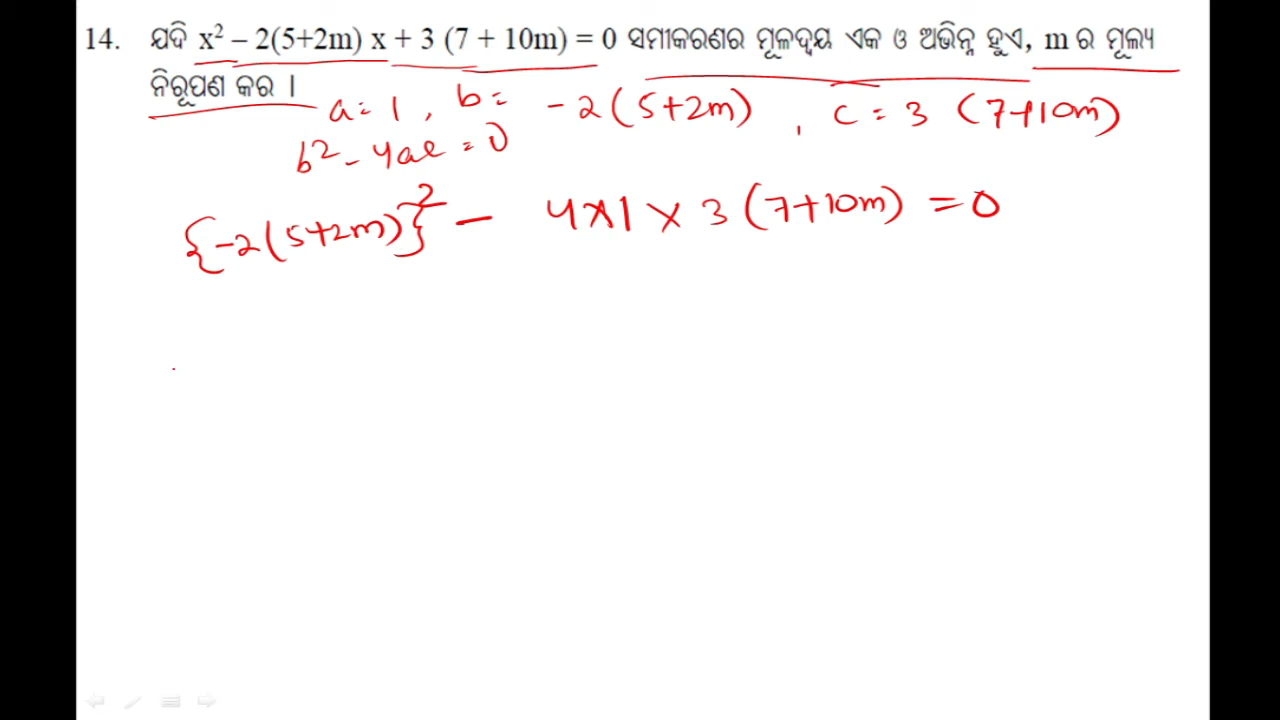 14. ଯଦି x² – 2(5+2m) x + 3 (7 + 10m) = 0 ସମୀକରଣର ମୂଳଦ୍ୱୟ ଏକ ଓ ଅଭିନ୍ନ ହୁଏ, m ର ମୂଲ୍ୟ
ନିରୂପଣ କର ।
a = 1, b = -2(5+2m), c = 3 (7+10m)
b² - 4ac = 0
{-2(5+2m)}² - 4×1 × 3 (7+10m) = 0